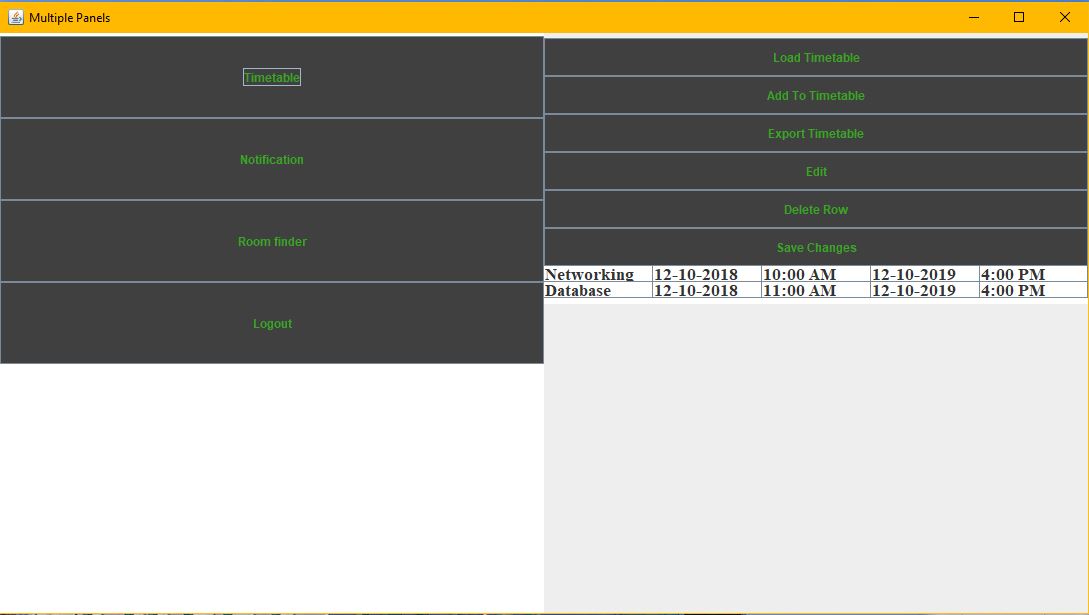 Multiple Panels
Timetable
Notification
Room finder
Logout
Load Timetable
Add To Timetable
Export Timetable
Edit
Delete Row
Save Changes
Networking 12-10-2018 10:00 AM 12-10-2019 4:00 PM
Database 12-10-2018 11:00 AM 12-10-2019 4:00 PM